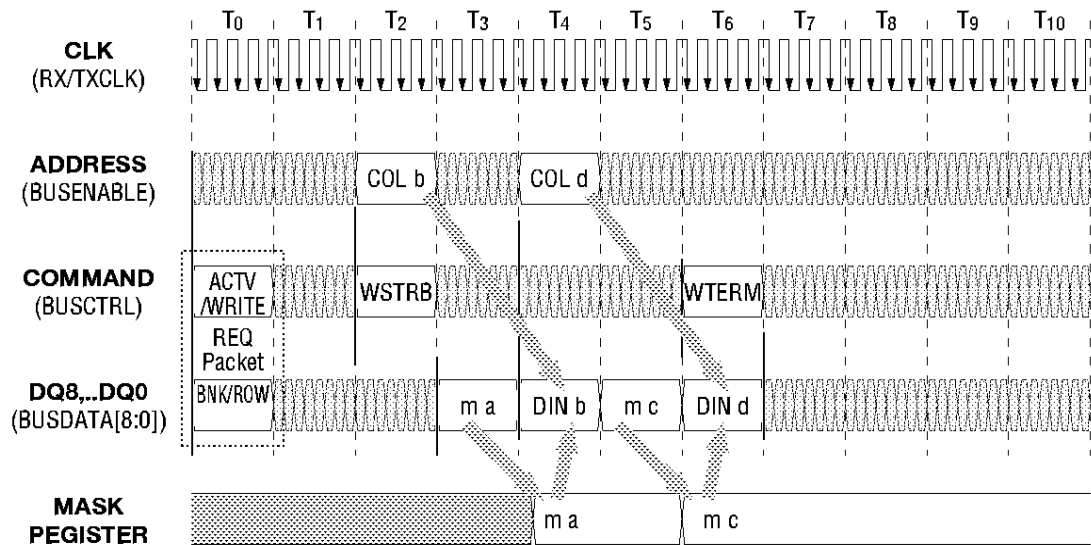 T0 T1 T2 T3 T4 T5 T6 T7 T8 T9 T10
CLK
(RX/TXCLK)
ADDRESS
(BUSENABLE)
COL b COL d
COMMAND
(BUSCTRL)
ACTV
/WRITE
WSTRB WTERM
REQ
Packet
DQ8,..DQ0
(BUSDATA[8:0])
BNK/ROW m a DIN b m c DIN d
MASK
PEGISTER
m a m c